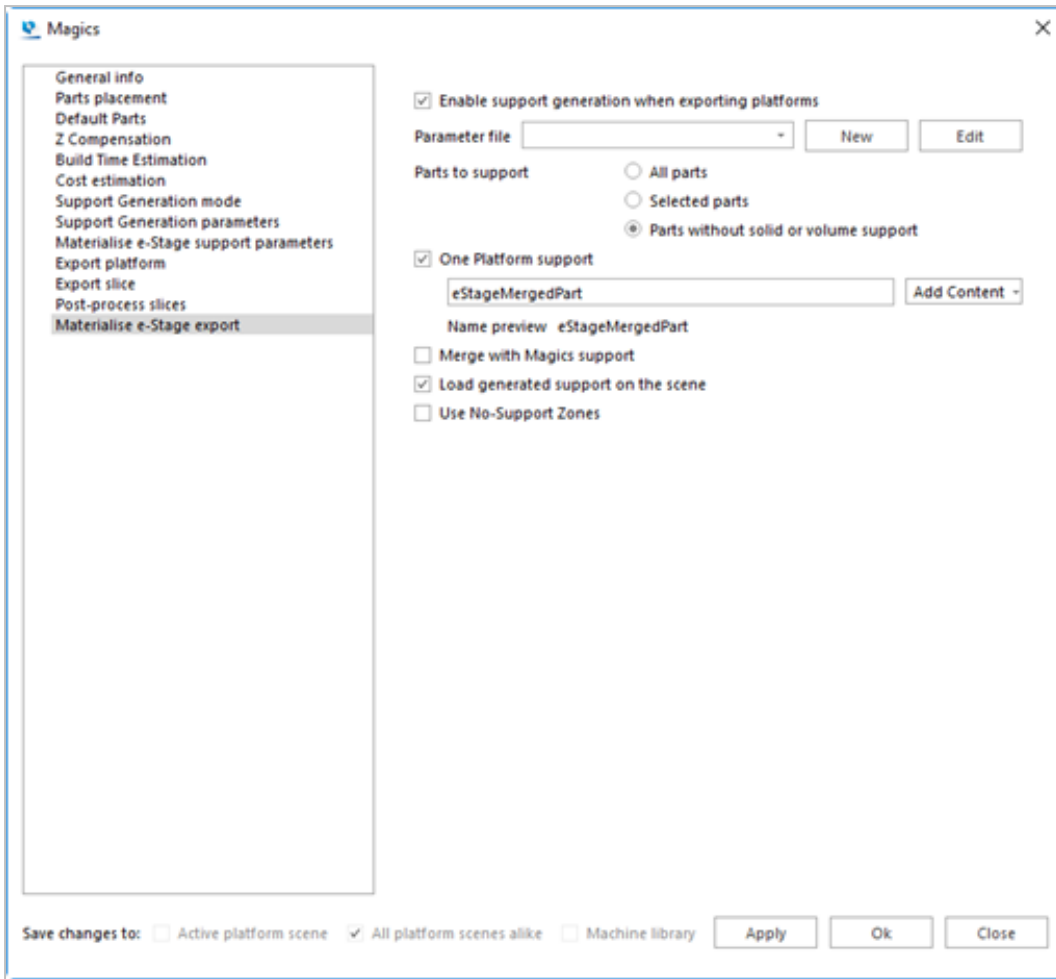 Magics
General info
Parts placement
Default Parts
Z Compensation
Build Time Estimation
Cost estimation
Support Generation mode
Support Generation parameters
Materialise e-Stage support parameters
Export platform
Export slice
Post-process slices
Materialise e-Stage export
Enable support generation when exporting platforms
Parameter file New Edit
Parts to support All parts
Selected parts
Parts without solid or volume support
One Platform support
eStageMergedPart Add Content
Name preview eStageMergedPart
Merge with Magics support
Load generated support on the scene
Use No-Support Zones
Save changes to: Active platform scene All platform scenes alike Machine library Apply Ok Close